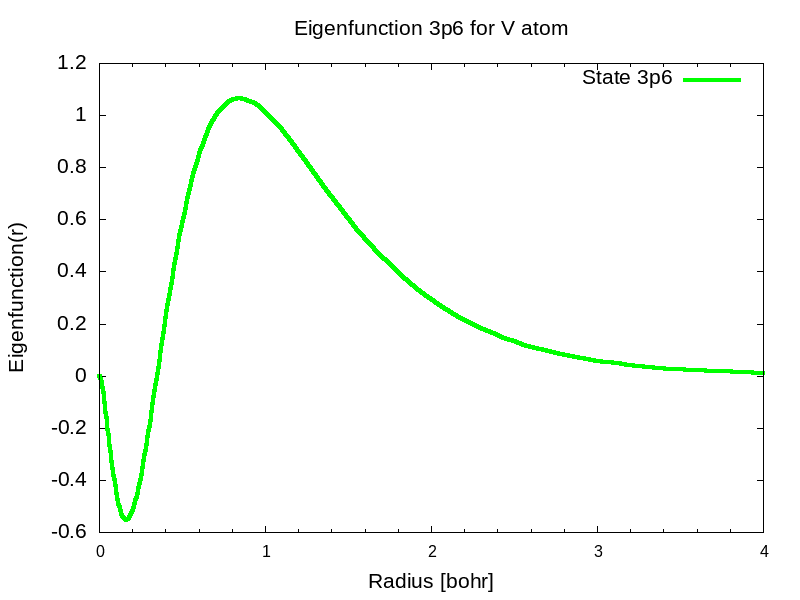 Eigenfunction 3p6 for V atom
State 3p6
Eigenfunction(r)
1.2
1
0.8
0.6
0.4
0.2
0
-0.2
-0.4
-0.6
0 1 2 3 4
Radius [bohr]